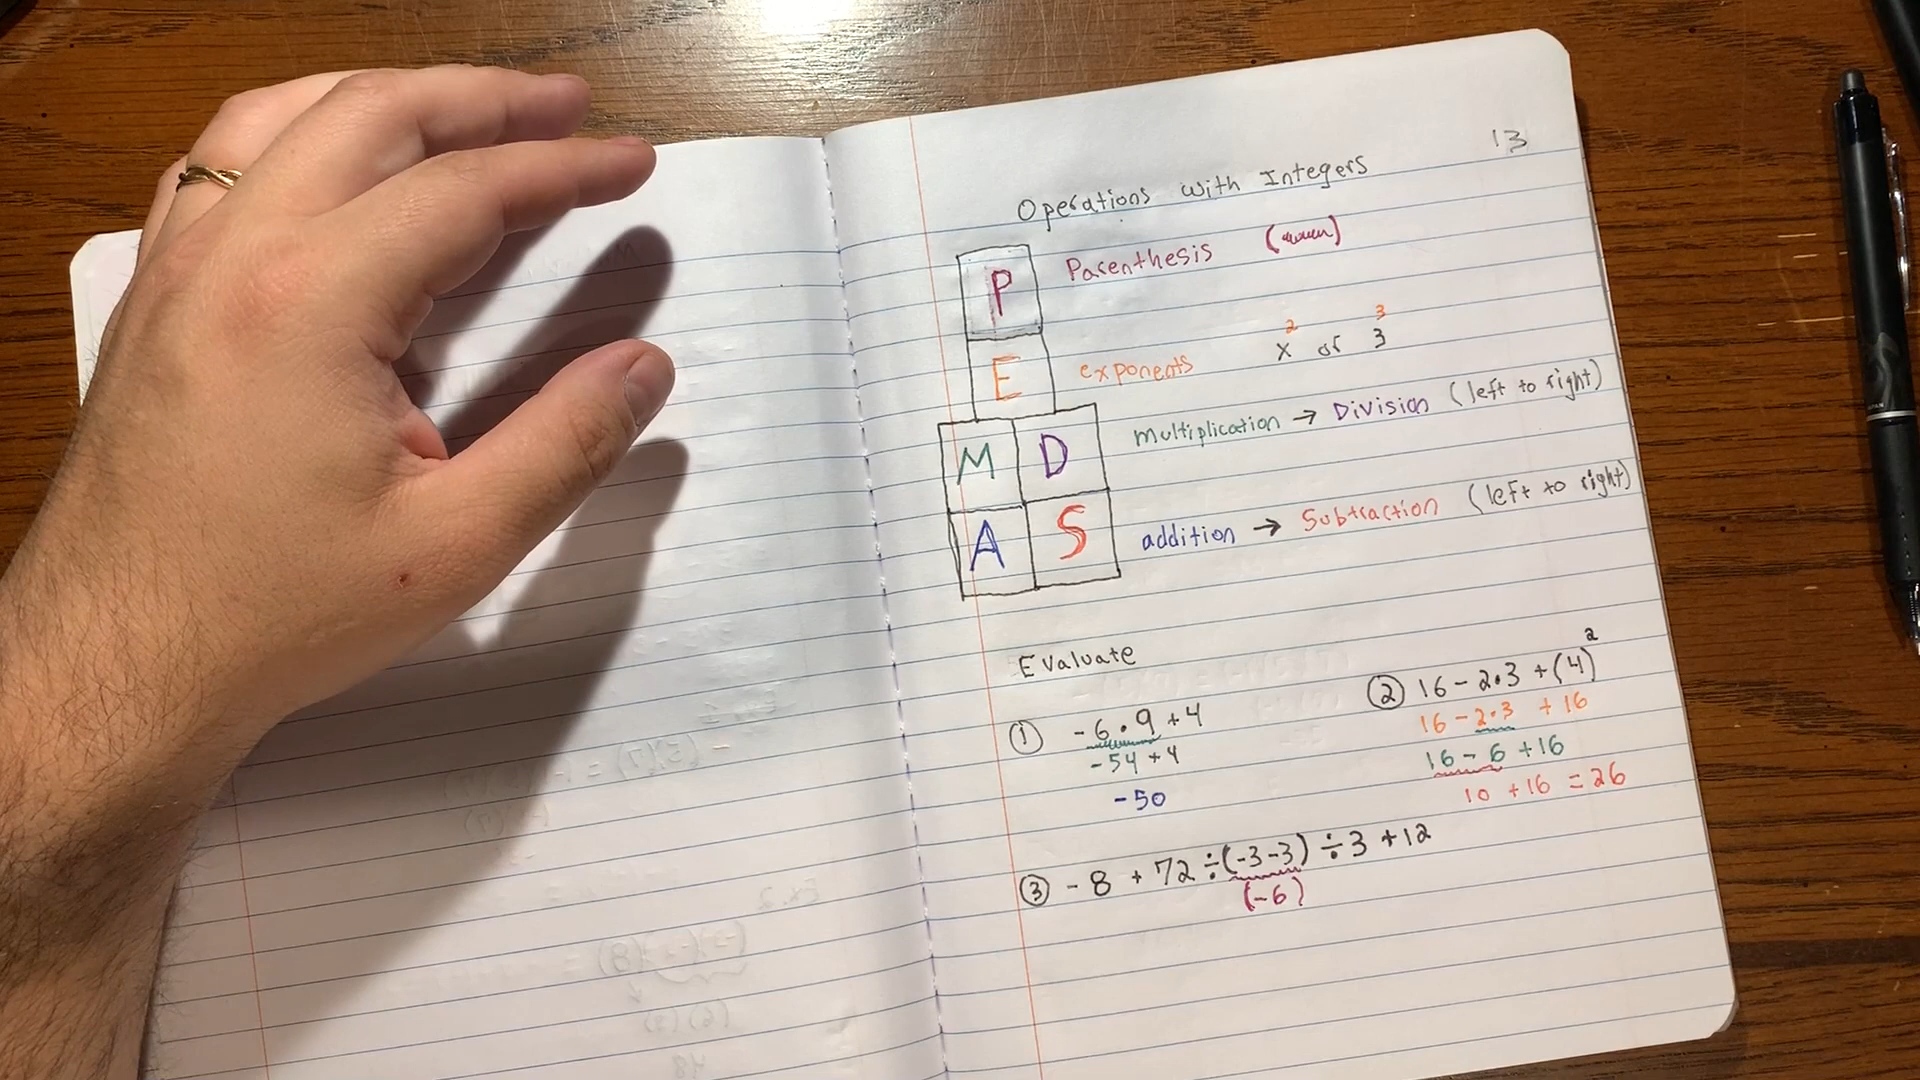 13
Operations with Integers
P Parenthesis
E exponents x² or 3³
M D multiplication → Division (left to right)
A S addition → Subtraction (left to right)
Evaluate
① -6•9+4
-54+4
-50
② 16-2•3+(4)²
16-2•3+16
16-6+16
10+16=26
③ -8+72÷(-3-3)÷3+12
(-6)